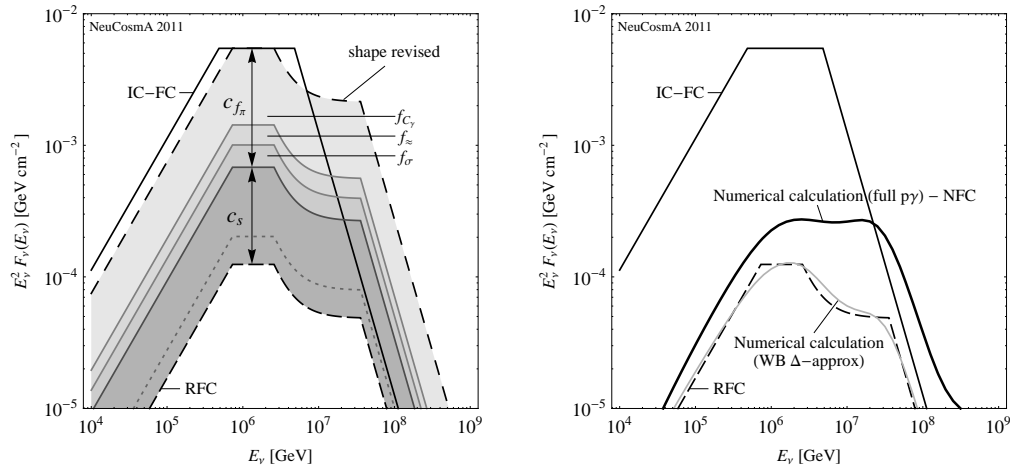 NeuCosmA 2011
shape revised
IC−FC
c_{f_π}
f_{C_γ}
f_≈
f_σ
c_s
RFC
10^{-2}
10^{-3}
10^{-4}
10^{-5}
10^4 10^5 10^6 10^7 10^8 10^9
E_ν^2 F_ν(E_ν) [GeV cm^{-2}]
E_ν [GeV]
NeuCosmA 2011
IC−FC
Numerical calculation (full pγ) − NFC
Numerical calculation
(WB Δ−approx)
RFC
10^{-2}
10^{-3}
10^{-4}
10^{-5}
10^4 10^5 10^6 10^7 10^8 10^9
E_ν^2 F_ν(E_ν) [GeV cm^{-2}]
E_ν [GeV]